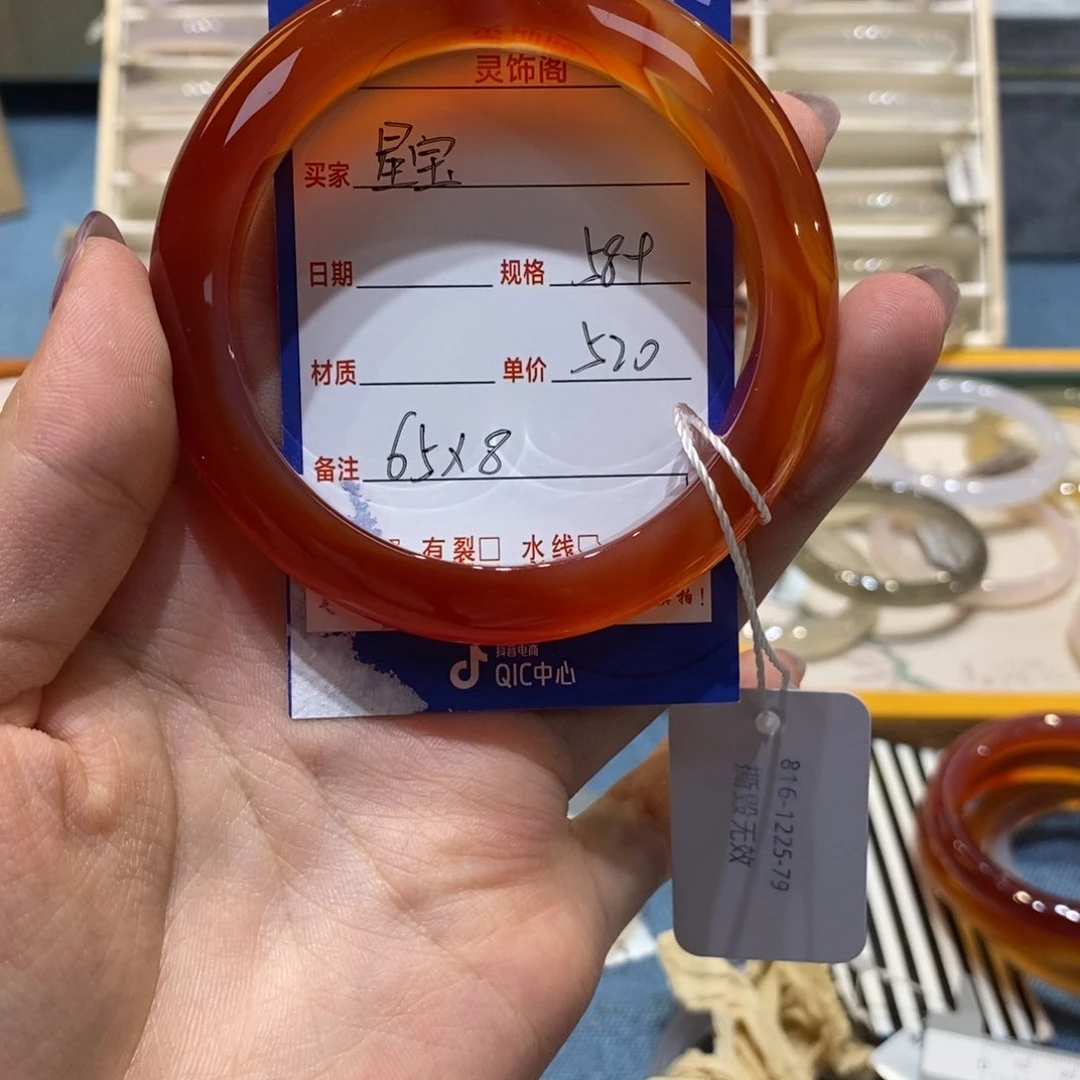 灵饰阁
买家 星宝
日期 规格 58+
材质 单价 520
备注 65x8
有裂□ 水线□
拍!
抖音电商
QIC中心
816-1225-79
撕毁无效